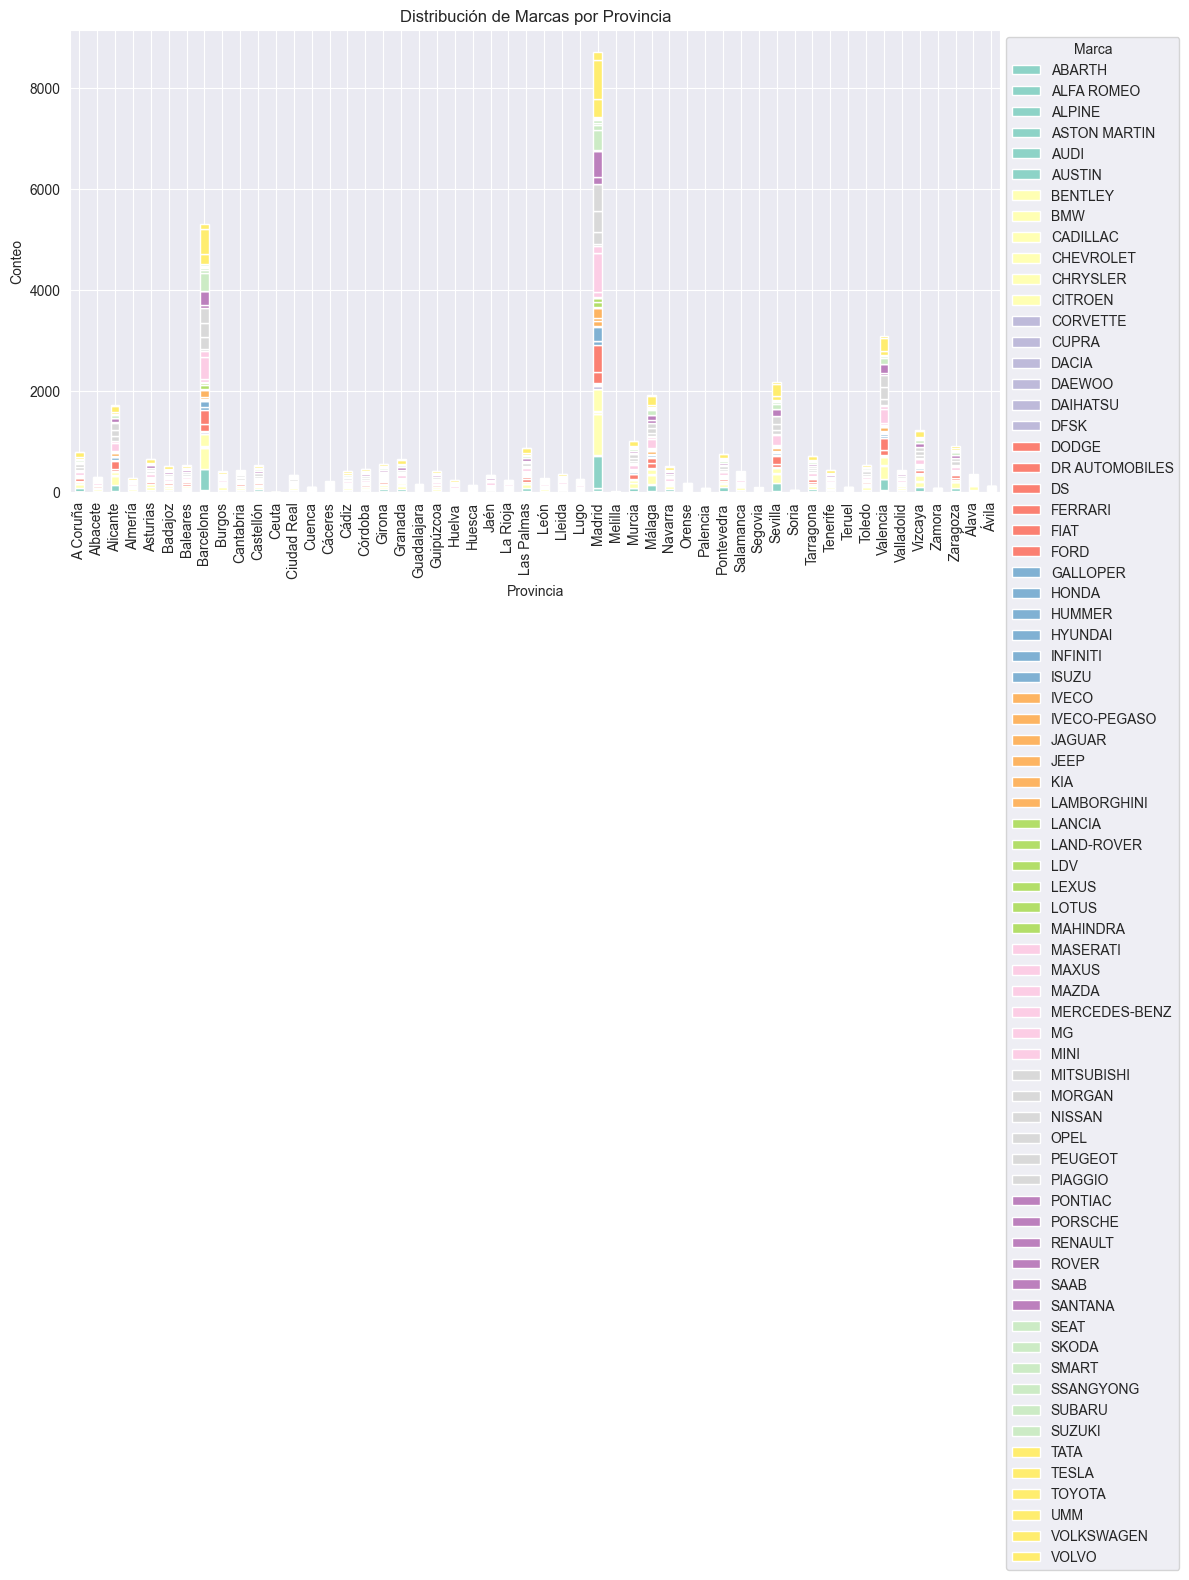 Distribución de Marcas por Provincia
Conteo
8000
6000
4000
2000
0
A Coruña
Albacete
Alicante
Almería
Asturias
Badajoz
Baleares
Barcelona
Burgos
Cantabria
Castellón
Ceuta
Ciudad Real
Cuenca
Cáceres
Cádiz
Córdoba
Girona
Granada
Guadalajara
Guipúzcoa
Huelva
Huesca
Jaén
La Rioja
Las Palmas
León
Lleida
Lugo
Madrid
Melilla
Murcia
Málaga
Navarra
Orense
Palencia
Pontevedra
Salamanca
Segovia
Sevilla
Soria
Tarragona
Tenerife
Teruel
Toledo
Valencia
Valladolid
Vizcaya
Zamora
Zaragoza
Álava
Ávila
Provincia
Marca
ABARTH
ALFA ROMEO
ALPINE
ASTON MARTIN
AUDI
AUSTIN
BENTLEY
BMW
CADILLAC
CHEVROLET
CHRYSLER
CITROEN
CORVETTE
CUPRA
DACIA
DAEWOO
DAIHATSU
DFSK
DODGE
DR AUTOMOBILES
DS
FERRARI
FIAT
FORD
GALLOPER
HONDA
HUMMER
HYUNDAI
INFINITI
ISUZU
IVECO
IVECO-PEGASO
JAGUAR
JEEP
KIA
LAMBORGHINI
LANCIA
LAND-ROVER
LDV
LEXUS
LOTUS
MAHINDRA
MASERATI
MAXUS
MAZDA
MERCEDES-BENZ
MG
MINI
MITSUBISHI
MORGAN
NISSAN
OPEL
PEUGEOT
PIAGGIO
PONTIAC
PORSCHE
RENAULT
ROVER
SAAB
SANTANA
SEAT
SKODA
SMART
SSANGYONG
SUBARU
SUZUKI
TATA
TESLA
TOYOTA
UMM
VOLKSWAGEN
VOLVO